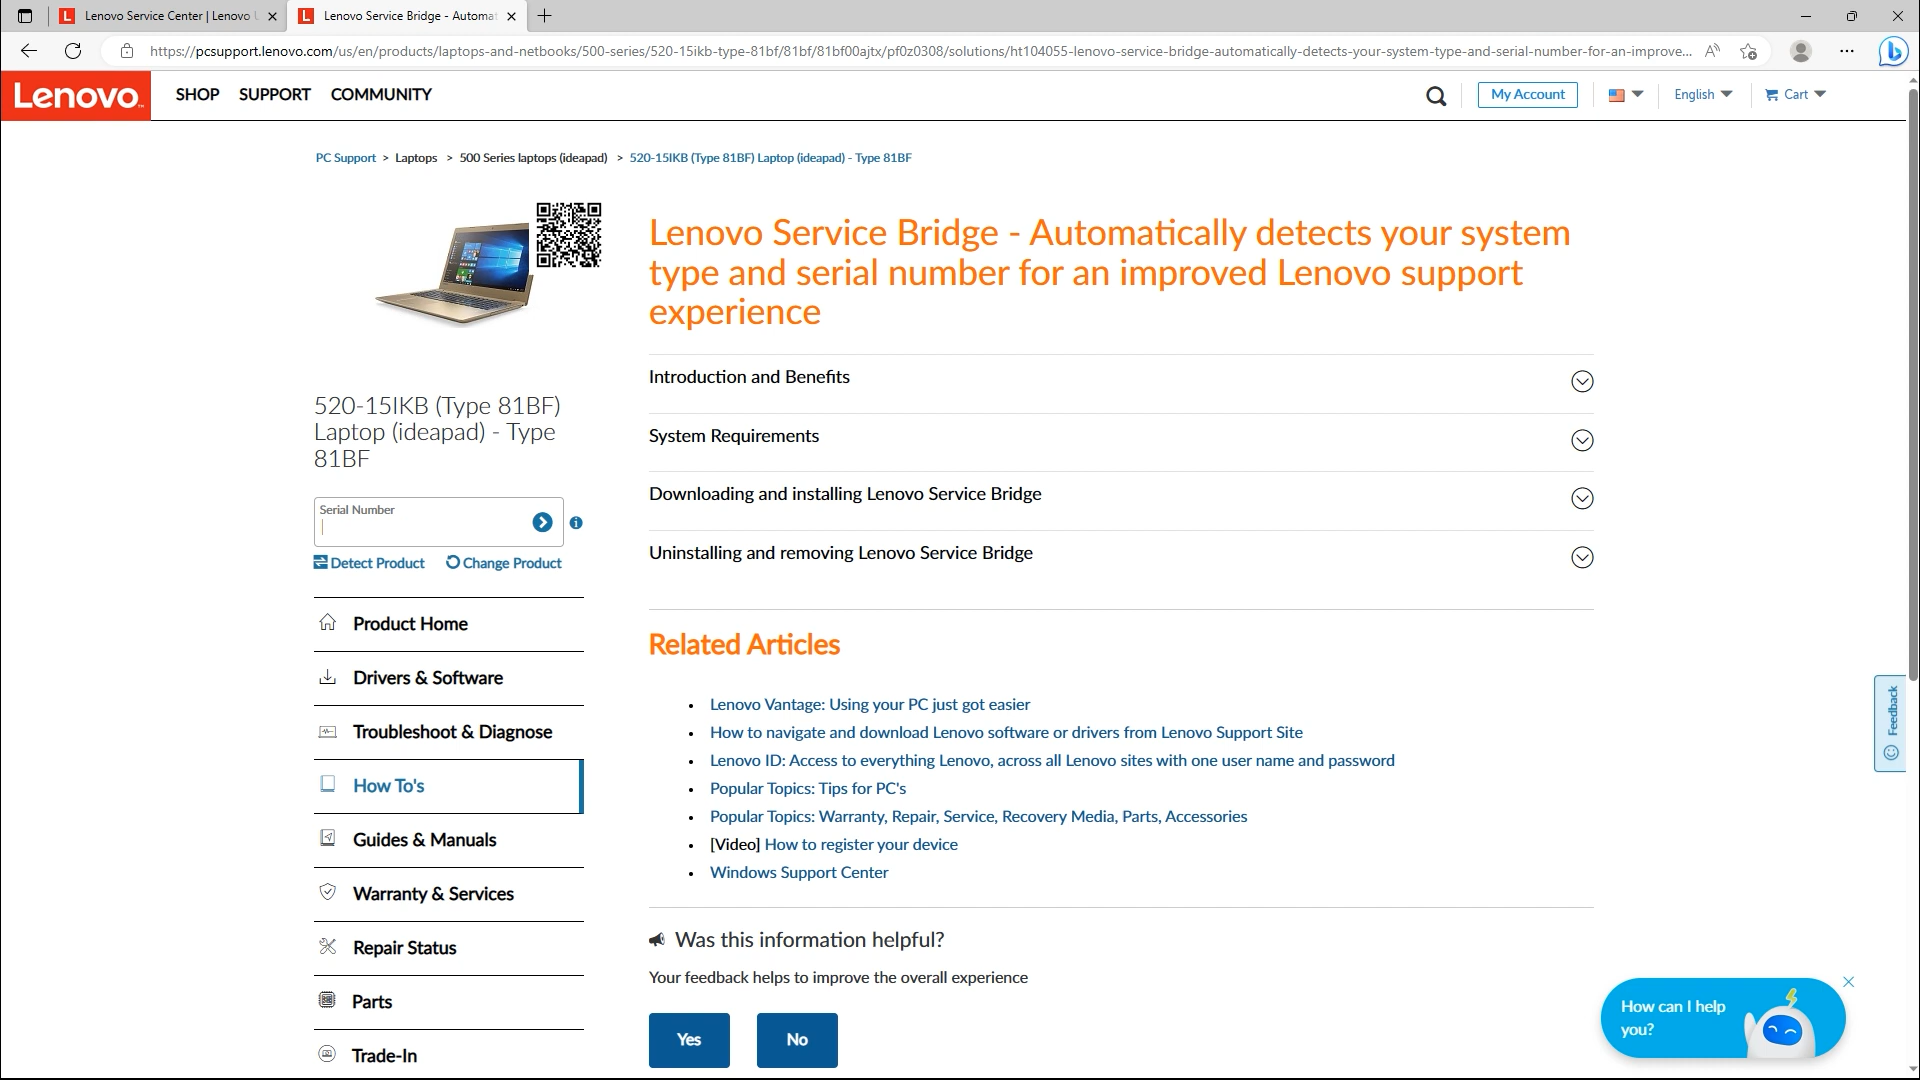 Lenovo Service Center | Lenovo
Lenovo Service Bridge - Automat
https://pcsupport.lenovo.com/us/en/products/laptops-and-netbooks/500-series/520-15ikb-type-81bf/81bf/81bf00ajtx/pf0z0308/solutions/ht104055-lenovo-service-bridge-automatically-detects-your-system-type-and-serial-number-for-an-improve...
Lenovo
SHOP SUPPORT COMMUNITY
My Account
English
Cart
PC Support > Laptops > 500 Series laptops (ideapad) > 520-15IKB (Type 81BF) Laptop (ideapad) - Type 81BF
Lenovo Service Bridge - Automatically detects your system
type and serial number for an improved Lenovo support
experience
520-15IKB (Type 81BF)
Laptop (ideapad) - Type
81BF
Serial Number
Detect Product
Change Product
Product Home
Drivers & Software
Troubleshoot & Diagnose
How To's
Guides & Manuals
Warranty & Services
Repair Status
Parts
Trade-In
Introduction and Benefits
System Requirements
Downloading and installing Lenovo Service Bridge
Uninstalling and removing Lenovo Service Bridge
Related Articles
Lenovo Vantage: Using your PC just got easier
How to navigate and download Lenovo software or drivers from Lenovo Support Site
Lenovo ID: Access to everything Lenovo, across all Lenovo sites with one user name and password
Popular Topics: Tips for PC's
Popular Topics: Warranty, Repair, Service, Recovery Media, Parts, Accessories
[Video] How to register your device
Windows Support Center
Was this information helpful?
Your feedback helps to improve the overall experience
Yes
No
Feedback
How can I help
you?